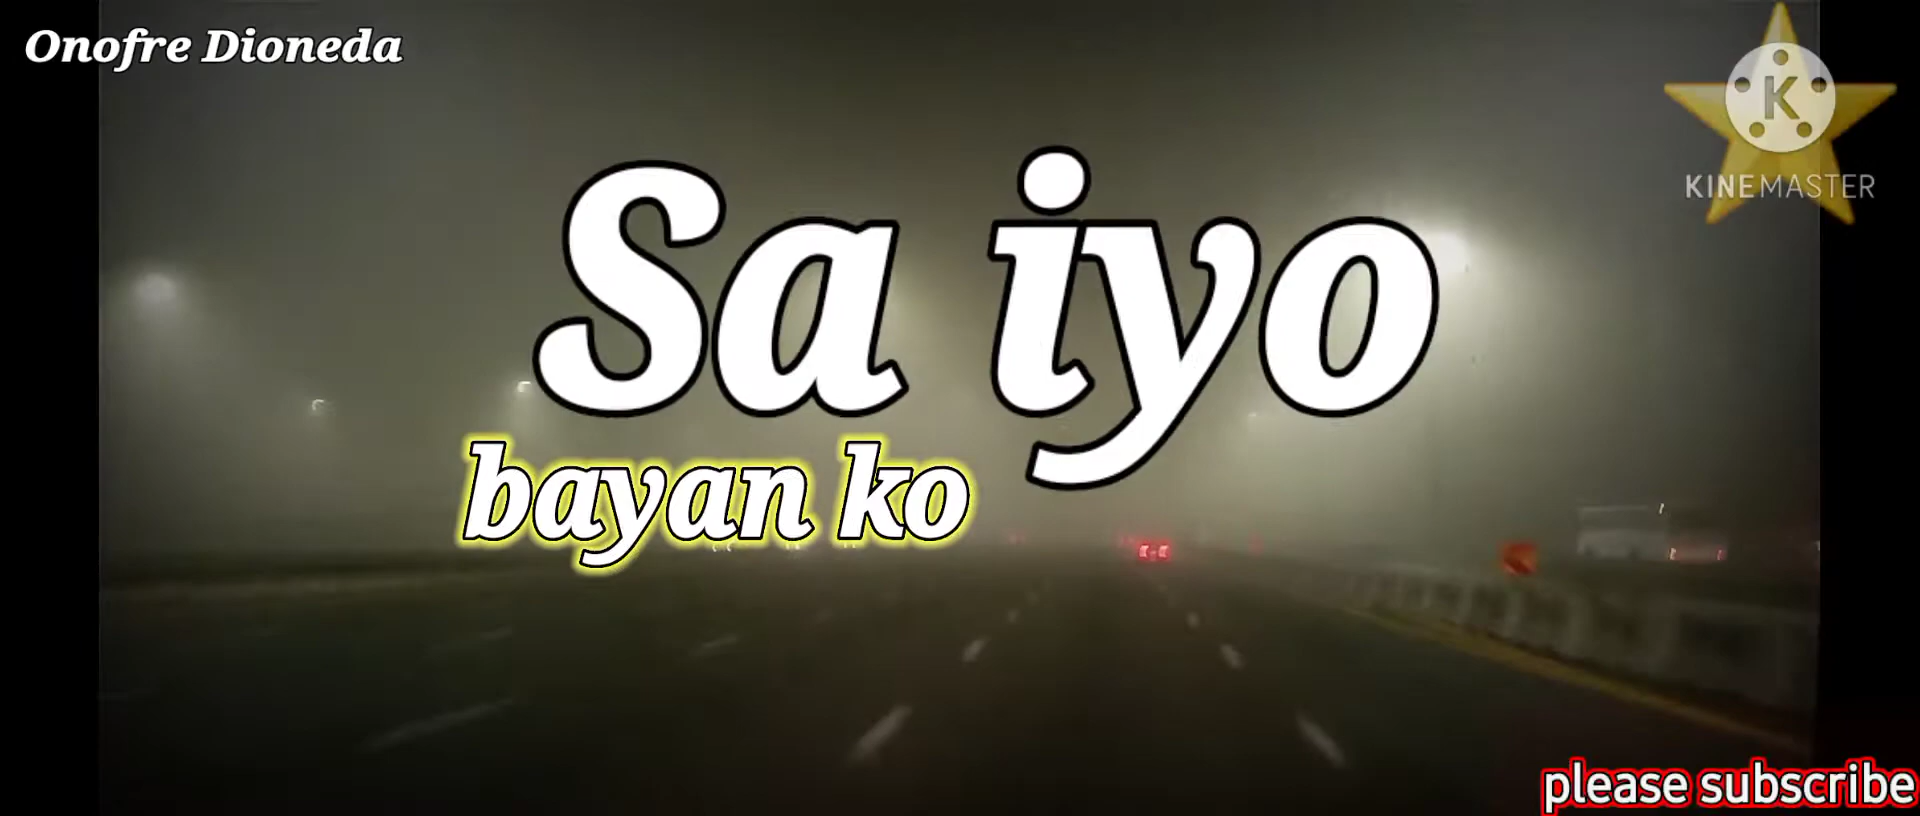 Onofre Dioneda
K
KINEMASTER
Sa iyo
bayan ko
please subscribe